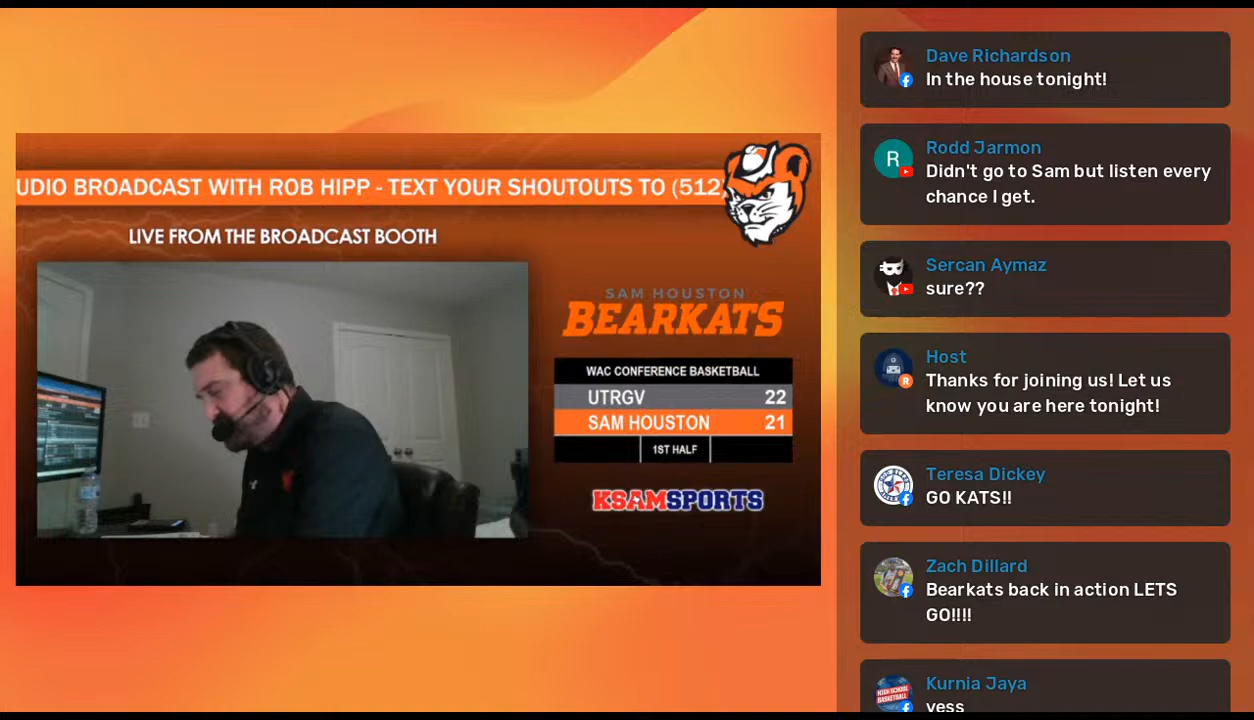 UDIO BROADCAST WITH ROB HIPP - TEXT YOUR SHOUTOUTS TO (512
LIVE FROM THE BROADCAST BOOTH
SAM HOUSTON
BEARKATS
WAC CONFERENCE BASKETBALL
UTRGV 22
SAM HOUSTON 21
1ST HALF
KSAMSPORTS
Dave Richardson
In the house tonight!
R
Rodd Jarmon
Didn't go to Sam but listen every
chance I get.
Sercan Aymaz
sure??
Host
Thanks for joining us! Let us
know you are here tonight!
Teresa Dickey
GO KATS!!
Zach Dillard
Bearkats back in action LETS
GO!!!!
HIGH SCHOOL
BASKETBALL
Kurnia Jaya
yess